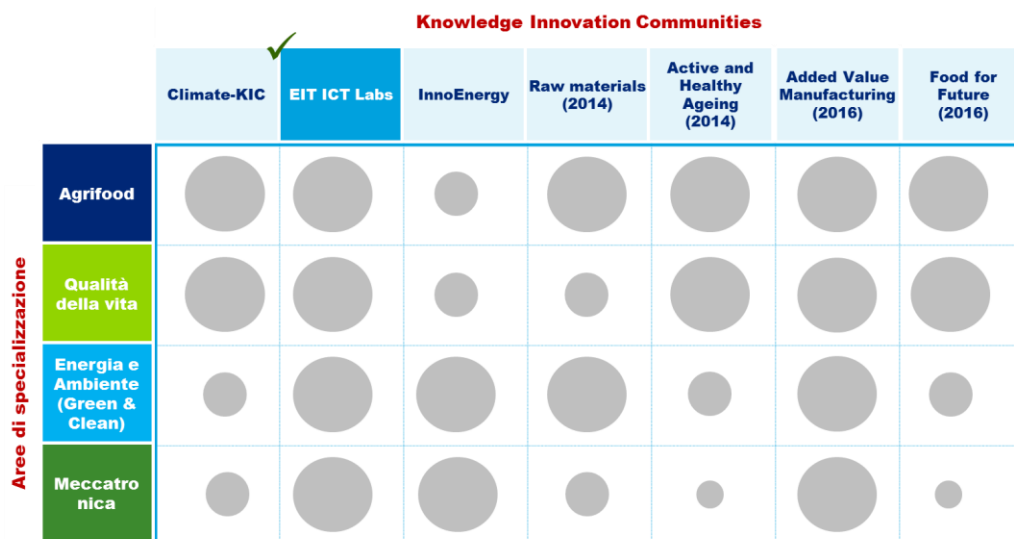 Knowledge Innovation Communities
Climate-KIC
EIT ICT Labs
InnoEnergy
Raw materials
(2014)
Active and
Healthy
Ageing
(2014)
Added Value
Manufacturing
(2016)
Food for
Future
(2016)
Aree di specializzazione
Agrifood
Qualità
della vita
Energia e
Ambiente
(Green &
Clean)
Meccatro
nica